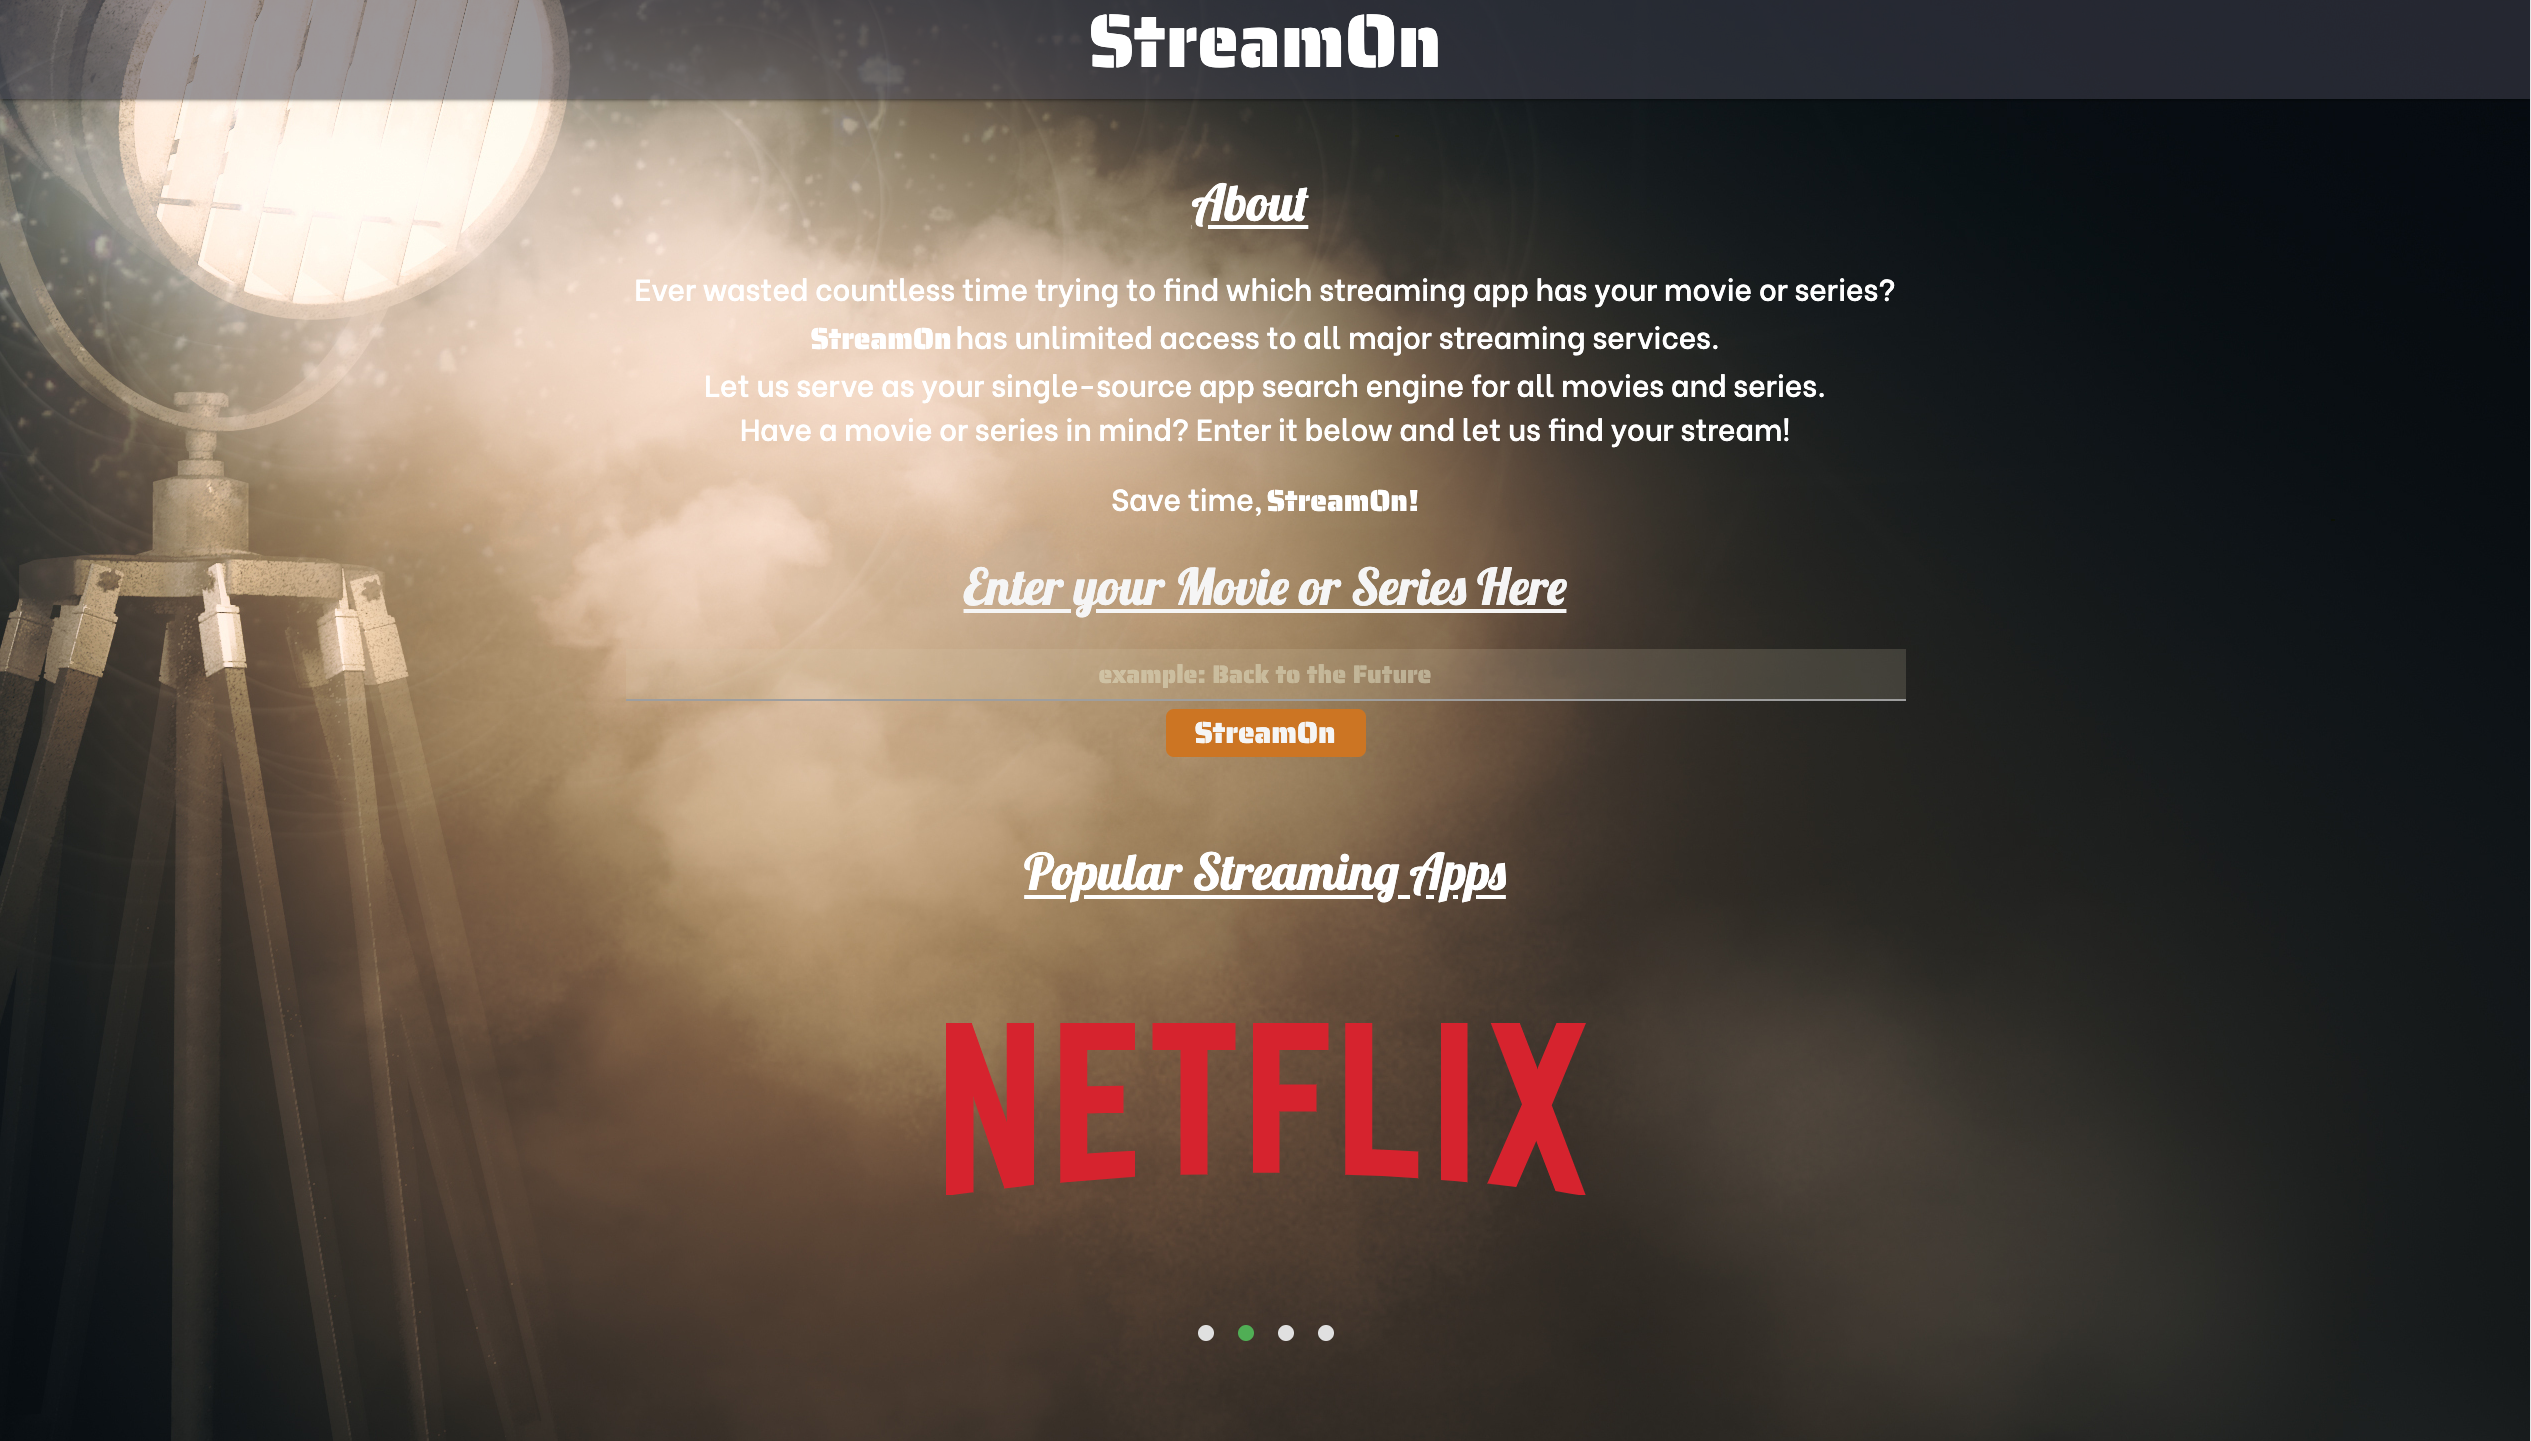 StreamOn
About
Ever wasted countless time trying to find which streaming app has your movie or series?
StreamOn has unlimited access to all major streaming services.
Let us serve as your single-source app search engine for all movies and series.
Have a movie or series in mind? Enter it below and let us find your stream!
Save time, StreamOn!
Enter your Movie or Series Here
example: Back to the Future
StreamOn
Popular Streaming Apps
NETFLIX